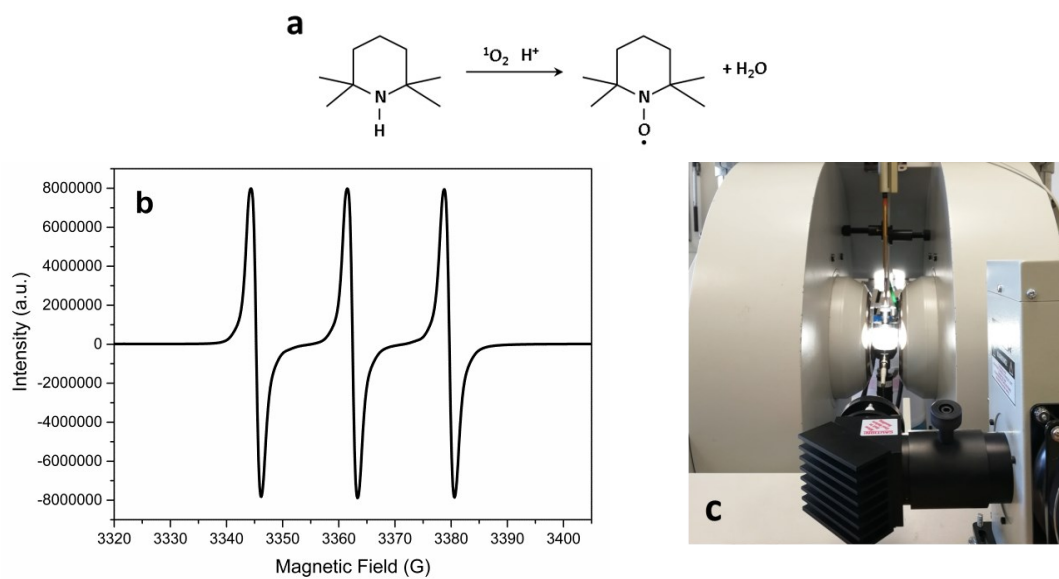 a
¹O₂ H⁺
N
H
N
O
+ H₂O
b
8000000
6000000
4000000
2000000
0
-2000000
-4000000
-6000000
-8000000
Intensity (a.u.)
3320 3330 3340 3350 3360 3370 3380 3390 3400
Magnetic Field (G)
c